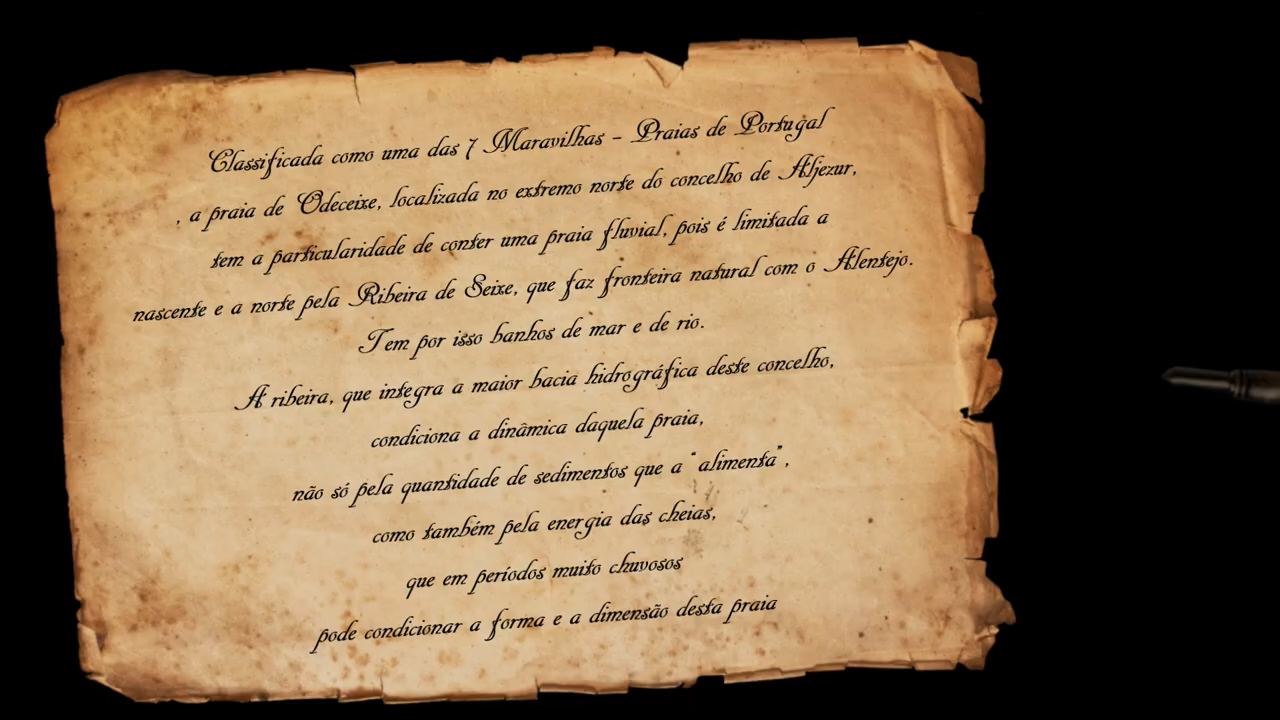 Classificada como uma das 7 Maravilhas - Praias de Portugal
, a praia de Odeceixe, localizada no extremo norte do concelho de Aljezur,
tem a particularidade de conter uma praia fluvial, pois é limitada a
nascente e a norte pela Ribeira de Seixe, que faz fronteira natural com o Alentejo.
Tem por isso banhos de mar e de rio.
A ribeira, que integra a maior bacia hidrográfica deste concelho,
condiciona a dinâmica daquela praia,
não só pela quantidade de sedimentos que a “alimenta”,
como também pela energia das cheias,
que em períodos muito chuvosos
pode condicionar a forma e a dimensão desta praia